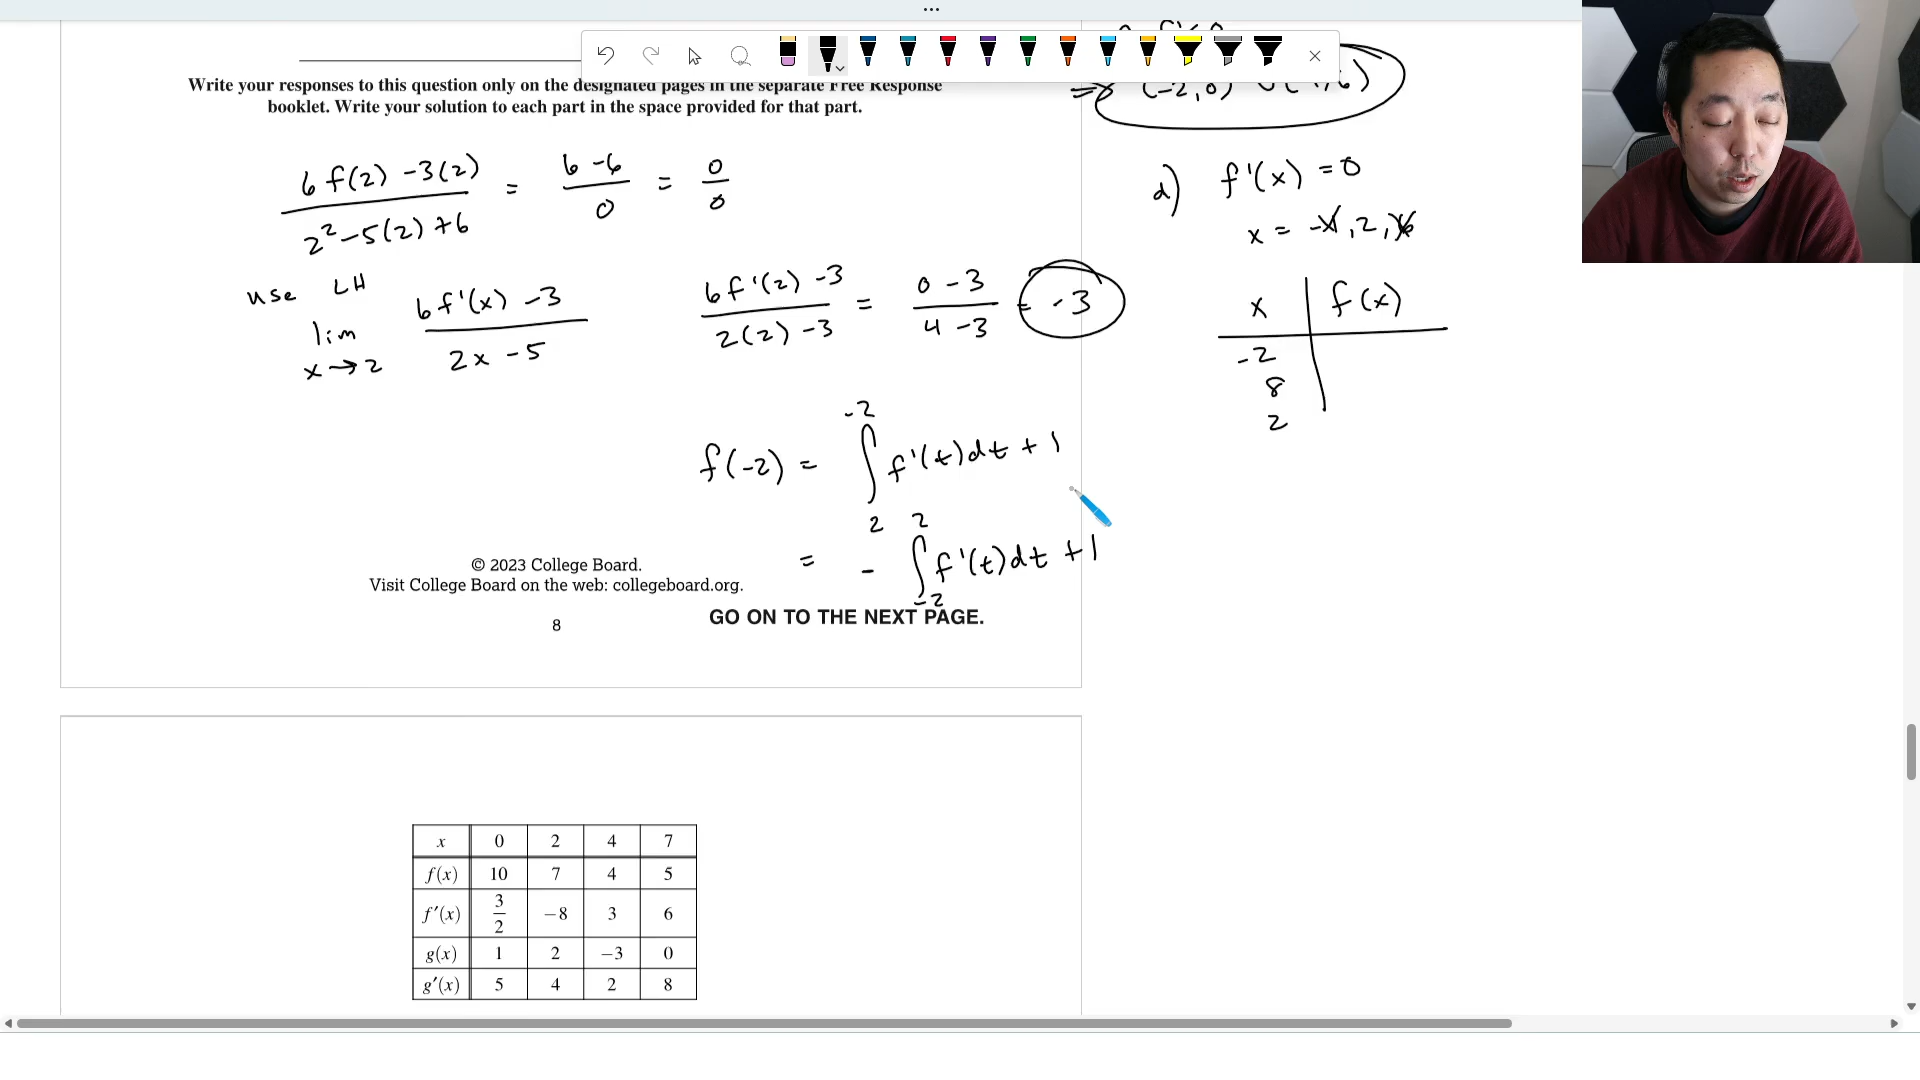 ...
Write your responses to this question only on the designated pages in the separate Free Response
booklet. Write your solution to each part in the space provided for that part.
6 f(2) -3(2) / 2² -5(2) +6 = 6 -6 / 0 = 0 / 0
use LH
lim x→2 6f'(x) -3 / 2x -5
6f'(2) -3 / 2(2) -3 = 0 -3 / 4 -3 = -3
f(-2) = ∫ 2 -2 f'(t)dt + 1
= - ∫ -2 2 f'(t)dt +1
© 2023 College Board.
Visit College Board on the web: collegeboard.org.
GO ON TO THE NEXT PAGE.
8
(-2,0) ∪
d) f'(x) = 0
x = -1, 2, 6
x | f(x)
-2
8
2
x 0 2 4 7
f(x) 10 7 4 5
f'(x) 3/2 −8 3 6
g(x) 1 2 −3 0
g'(x) 5 4 2 8